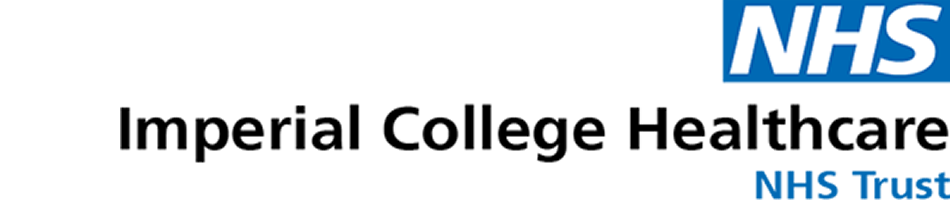 NHS
Imperial College Healthcare
NHS Trust